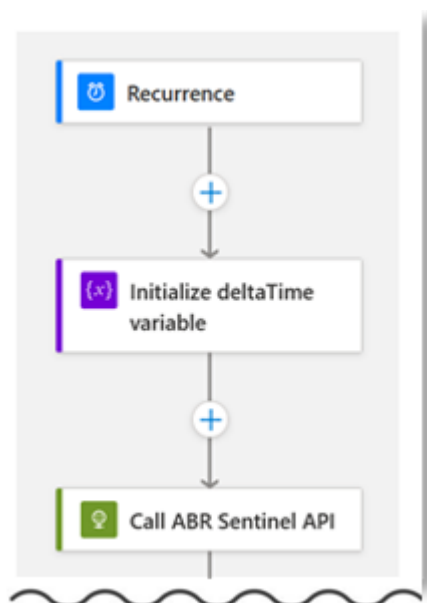 Recurrence
{x} Initialize deltaTime
variable
Call ABR Sentinel API